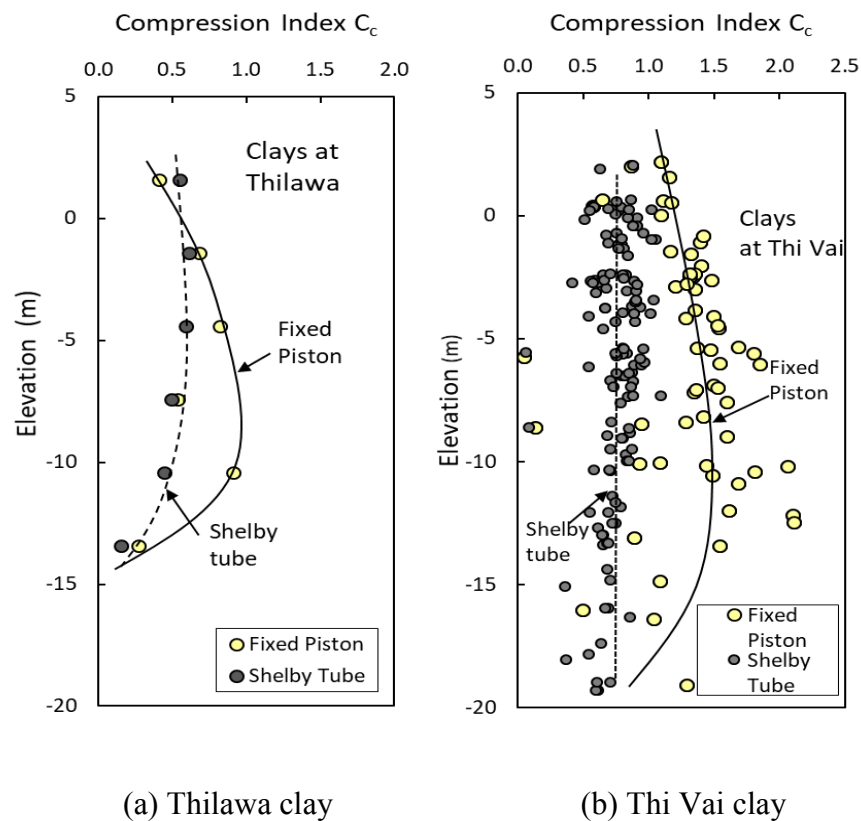 Compression Index Cc
0.0 0.5 1.0 1.5 2.0
5
0
-5
-10
-15
-20
Elevation (m)
Clays at
Thilawa
Fixed
Piston
Shelby
tube
Fixed Piston
Shelby Tube
(a) Thilawa clay
Compression Index Cc
0.0 0.5 1.0 1.5 2.0 2.5
5
0
-5
-10
-15
-20
Elevation (m)
Clays
at Thi Vai
Fixed
Piston
Shelby
tube
Fixed
Piston
Shelby
Tube
(b) Thi Vai clay